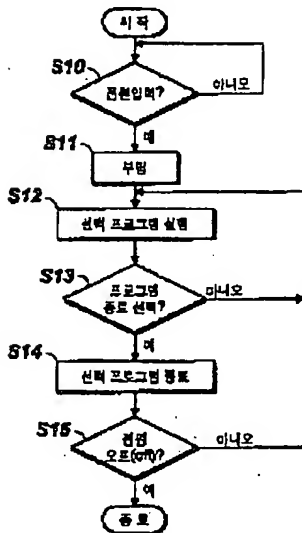 시 작
S10
전원입력?
아니오
예
S11
부팅
S12
선택 프로그램 실행
S13
프로그램
종료 선택?
아니오
예
S14
선택 프로그램 종료
S15
전원
오프(off)?
아니오
예
종 료